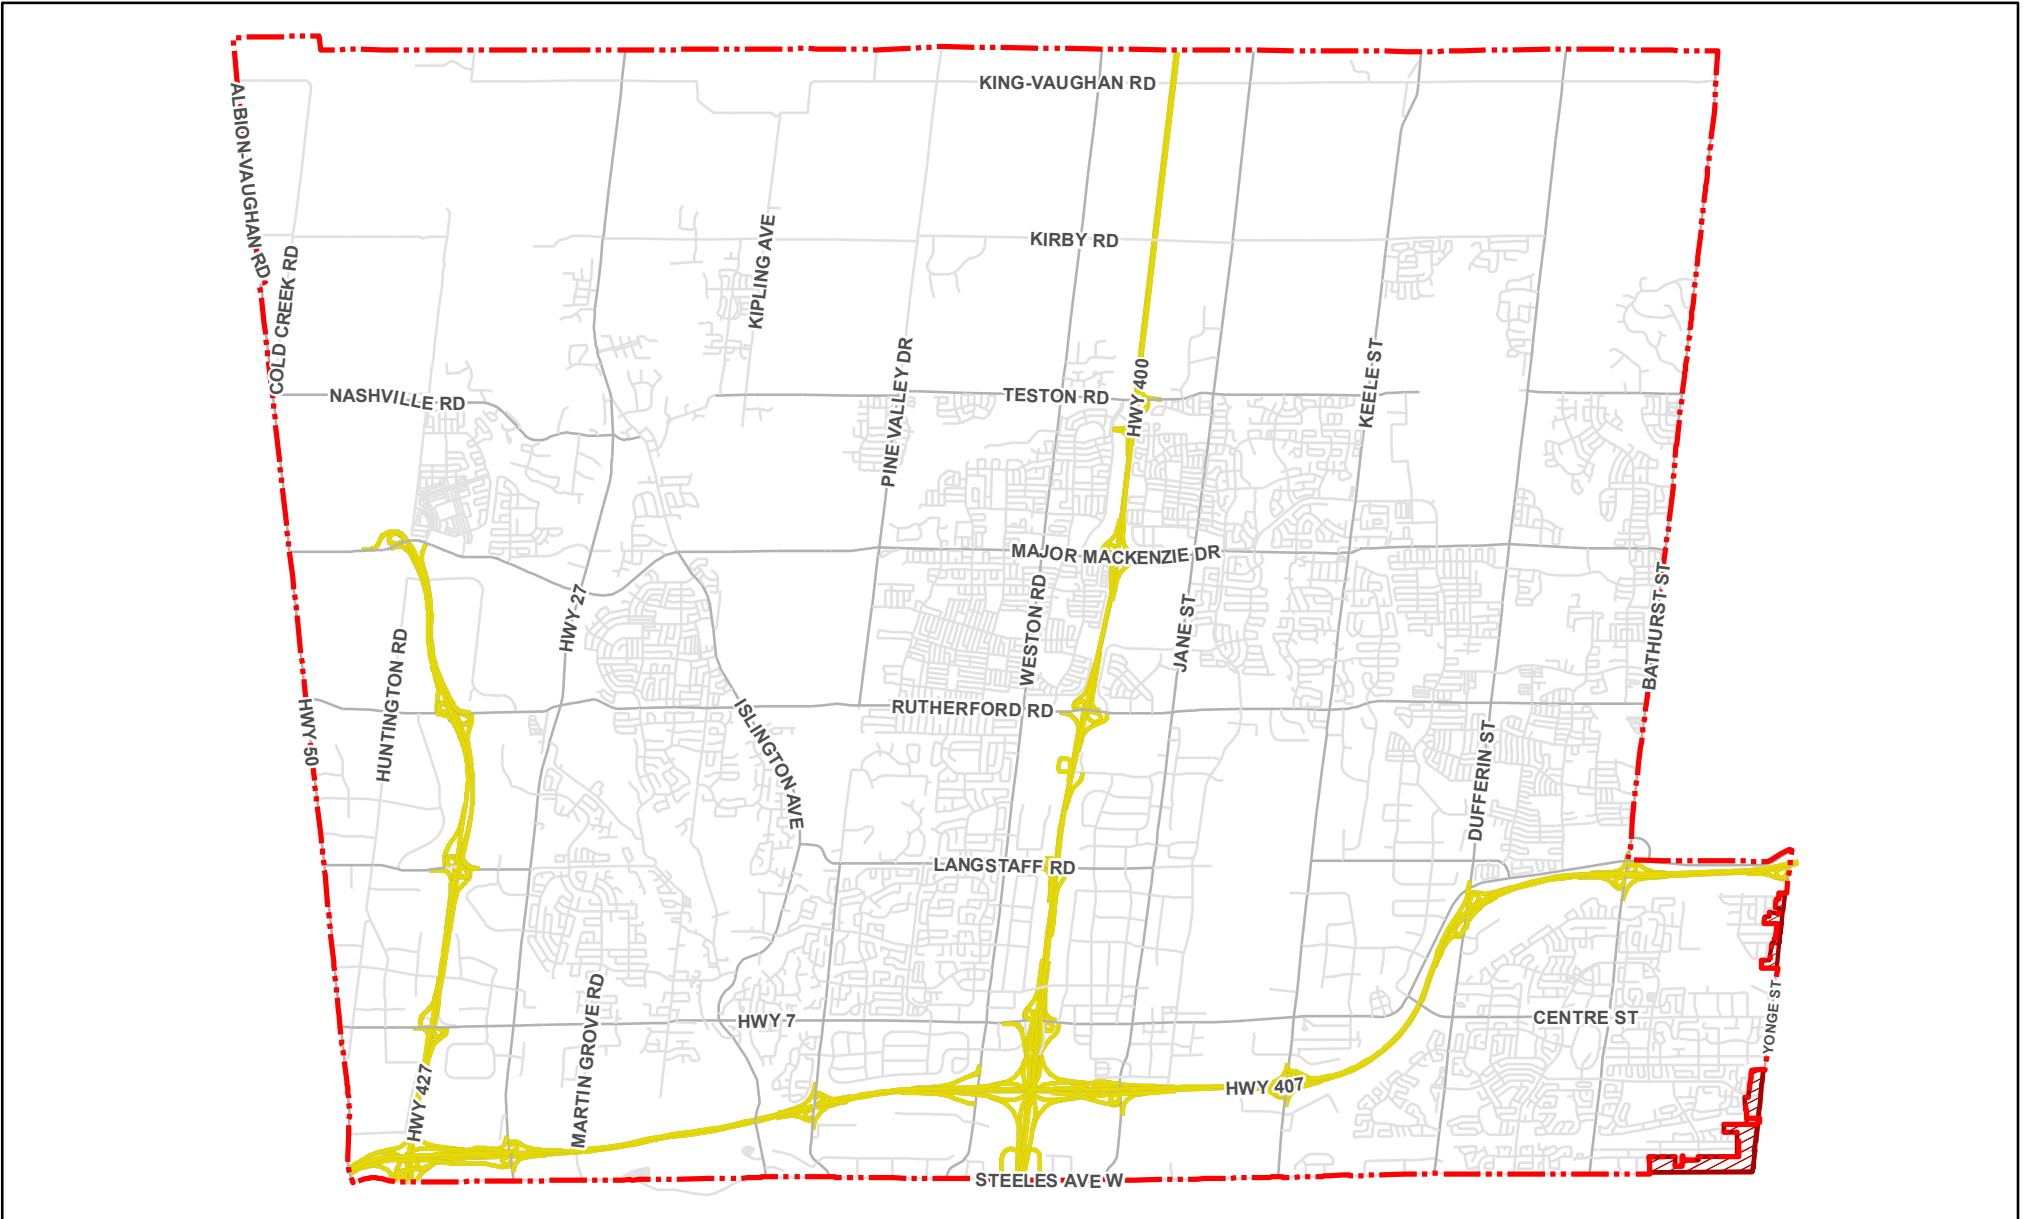 KING-VAUGHAN RD
ALBION-VAUGHAN RD
KIRBY RD
KIPLING AVE
COLD CREEK RD
PINE VALLEY DR
HWY 400
KEELE ST
NASHVILLE RD
TESTON RD
MAJOR MACKENZIE DR
HWY 27
WESTON RD
JANE ST
BATHURST ST
HUNTINGTON RD
HWY 50
ISLINGTON AVE
RUTHERFORD RD
DUFFERIN ST
LANGSTAFF RD
MARTIN GROVE RD
YONGE ST
HWY 7
CENTRE ST
HWY 427
HWY 407
STEELES AVE W